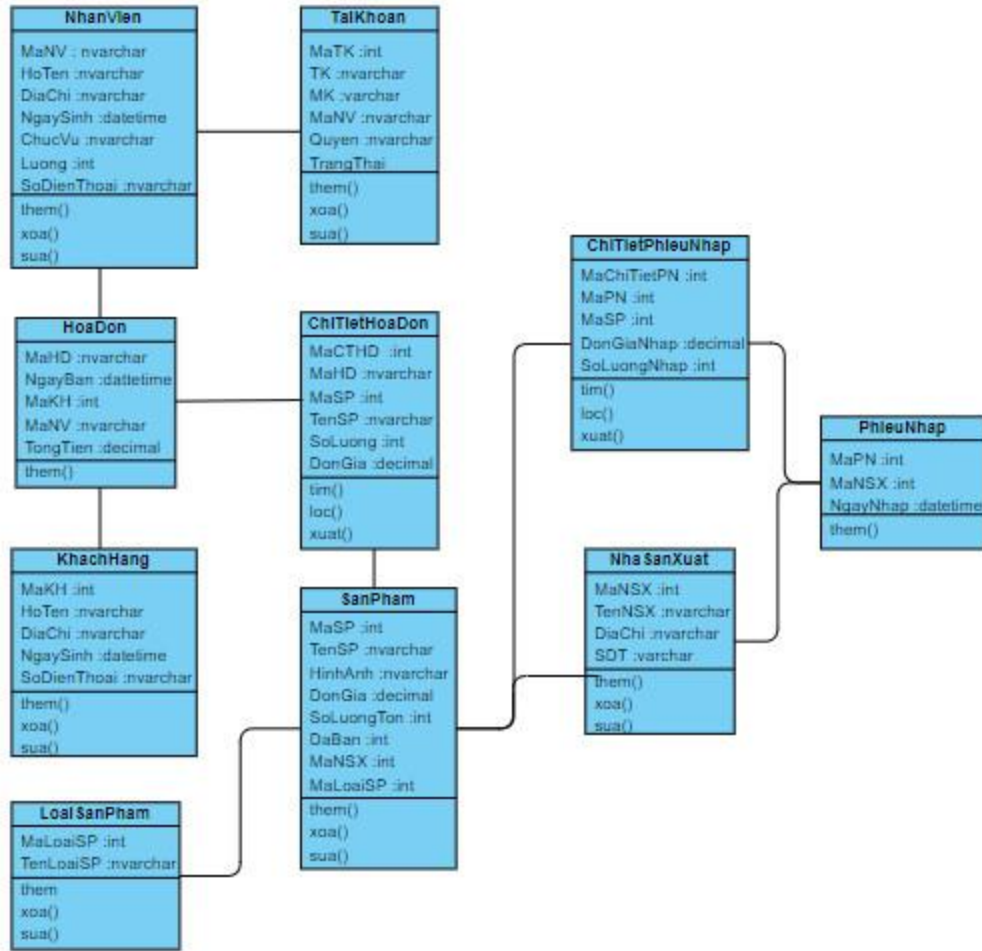 NhanVien
MaNV : nvarchar
HoTen :nvarchar
DiaChi :nvarchar
NgaySinh :datetime
ChucVu :nvarchar
Luong :int
SoDienThoai :nvarchar
them()
xoa()
sua()
TaiKhoan
MaTK :int
TK :nvarchar
MK :varchar
MaNV :nvarchar
Quyen :nvarchar
TrangThai
them()
xoa()
sua()
HoaDon
MaHD :nvarchar
NgayBan :dattetime
MaKH :int
MaNV :nvarchar
TongTien :decimal
them()
ChiTietHoaDon
MaCTHD :int
MaHD :nvarchar
MaSP :int
TenSP :nvarchar
SoLuong :int
DonGia :decimal
tim()
loc()
xuat()
ChiTietPhieuNhap
MaChiTietPN :int
MaPN :int
MaSP :int
DonGiaNhap :decimal
SoLuongNhap :int
tim()
loc()
xuat()
PhieuNhap
MaPN :int
MaNSX :int
NgayNhap :datetime
them()
KhachHang
MaKH :int
HoTen :nvarchar
DiaChi :nvarchar
NgaySinh :datetime
SoDienThoai :nvarchar
them()
xoa()
sua()
SanPham
MaSP :int
TenSP :nvarchar
HinhAnh :nvarchar
DonGia :decimal
SoLuongTon :int
DaBan :int
MaNSX :int
MaLoaiSP :int
them()
xoa()
sua()
NhaSanXuat
MaNSX :int
TenNSX :nvarchar
DiaChi :nvarchar
SDT :varchar
them()
xoa()
sua()
LoaiSanPham
MaLoaiSP :int
TenLoaiSP :nvarchar
them
xoa()
sua()